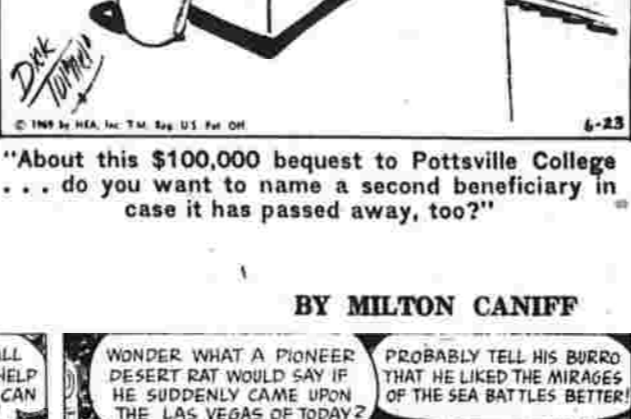 Dick
Turner
© 1969 by NEA, Inc. T.M. Reg. U.S. Pat. Off.
6-23
"About this $100,000 bequest to Pottsville College
. . . do you want to name a second beneficiary in
case it has passed away, too?"
BY MILTON CANIFF
HELP
CAN
WONDER WHAT A PIONEER
DESERT RAT WOULD SAY IF
HE SUDDENLY CAME UPON
THE LAS VEGAS OF TODAY?
PROBABLY TELL HIS BURRO
THAT HE LIKED THE MIRAGES
OF THE SEA BATTLES BETTER!